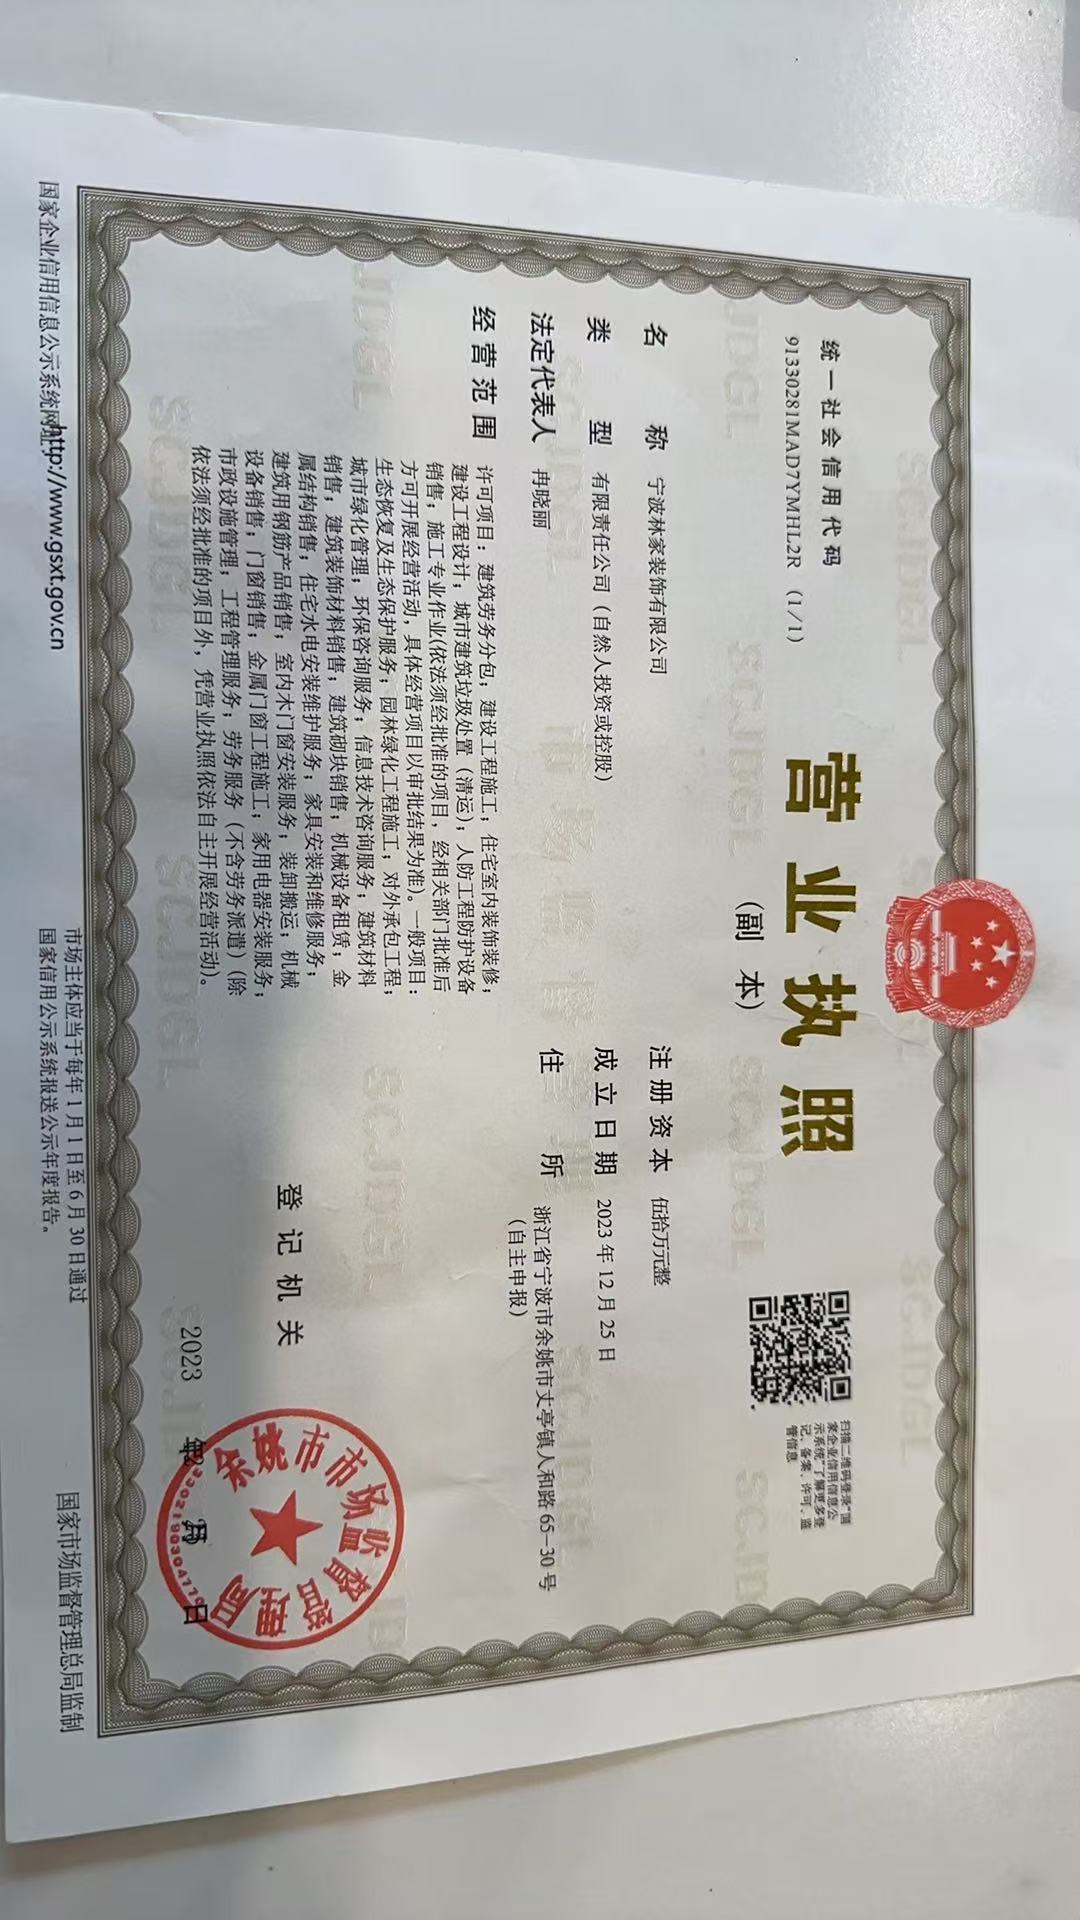 统一社会信用代码
91330281MAD7YMHL2R (1/1)
营业执照
(副 本)
扫描二维码登录“国
家企业信用信息公
示系统”了解更多登
记、备案、许可、监
管信息
名 称 宁波林家装饰有限公司
类 型 有限责任公司（自然人投资或控股）
法定代表人 冉晓丽
经营范围 许可项目：建筑劳务分包；建设工程施工；住宅室内装饰装修；
建设工程设计；城市建筑垃圾处置（清运）；人防工程防护设备
销售；施工专业作业(依法须经批准的项目，经相关部门批准后
方可开展经营活动，具体经营项目以审批结果为准)。一般项目：
生态恢复及生态保护服务；园林绿化工程施工；对外承包工程；
城市绿化管理；环保咨询服务；信息技术咨询服务；建筑材料
销售；建筑装饰材料销售；建筑砌块销售；机械设备租赁；金
属结构销售；住宅水电安装维护服务；家具安装和维修服务；
建筑用钢筋产品销售；室内木门窗安装服务；装卸搬运；机械
设备销售；门窗销售；金属门窗工程施工；家用电器安装服务；
市政设施管理；工程管理服务；劳务服务（不含劳务派遣）(除
依法须经批准的项目外，凭营业执照依法自主开展经营活动)。
注册资本 伍拾万元整
成立日期 2023年12月25日
住 所 浙江省宁波市余姚市丈亭镇人和路65-30号
（自主申报）
登记机关
余姚市市场监督管理局
2023 年 月 日
国家企业信用信息公示系统网址：http://www.gsxt.gov.cn
市场主体应当于每年1月1日至6月30日通过
国家信用公示系统报送公示年度报告。
国家市场监督管理总局监制